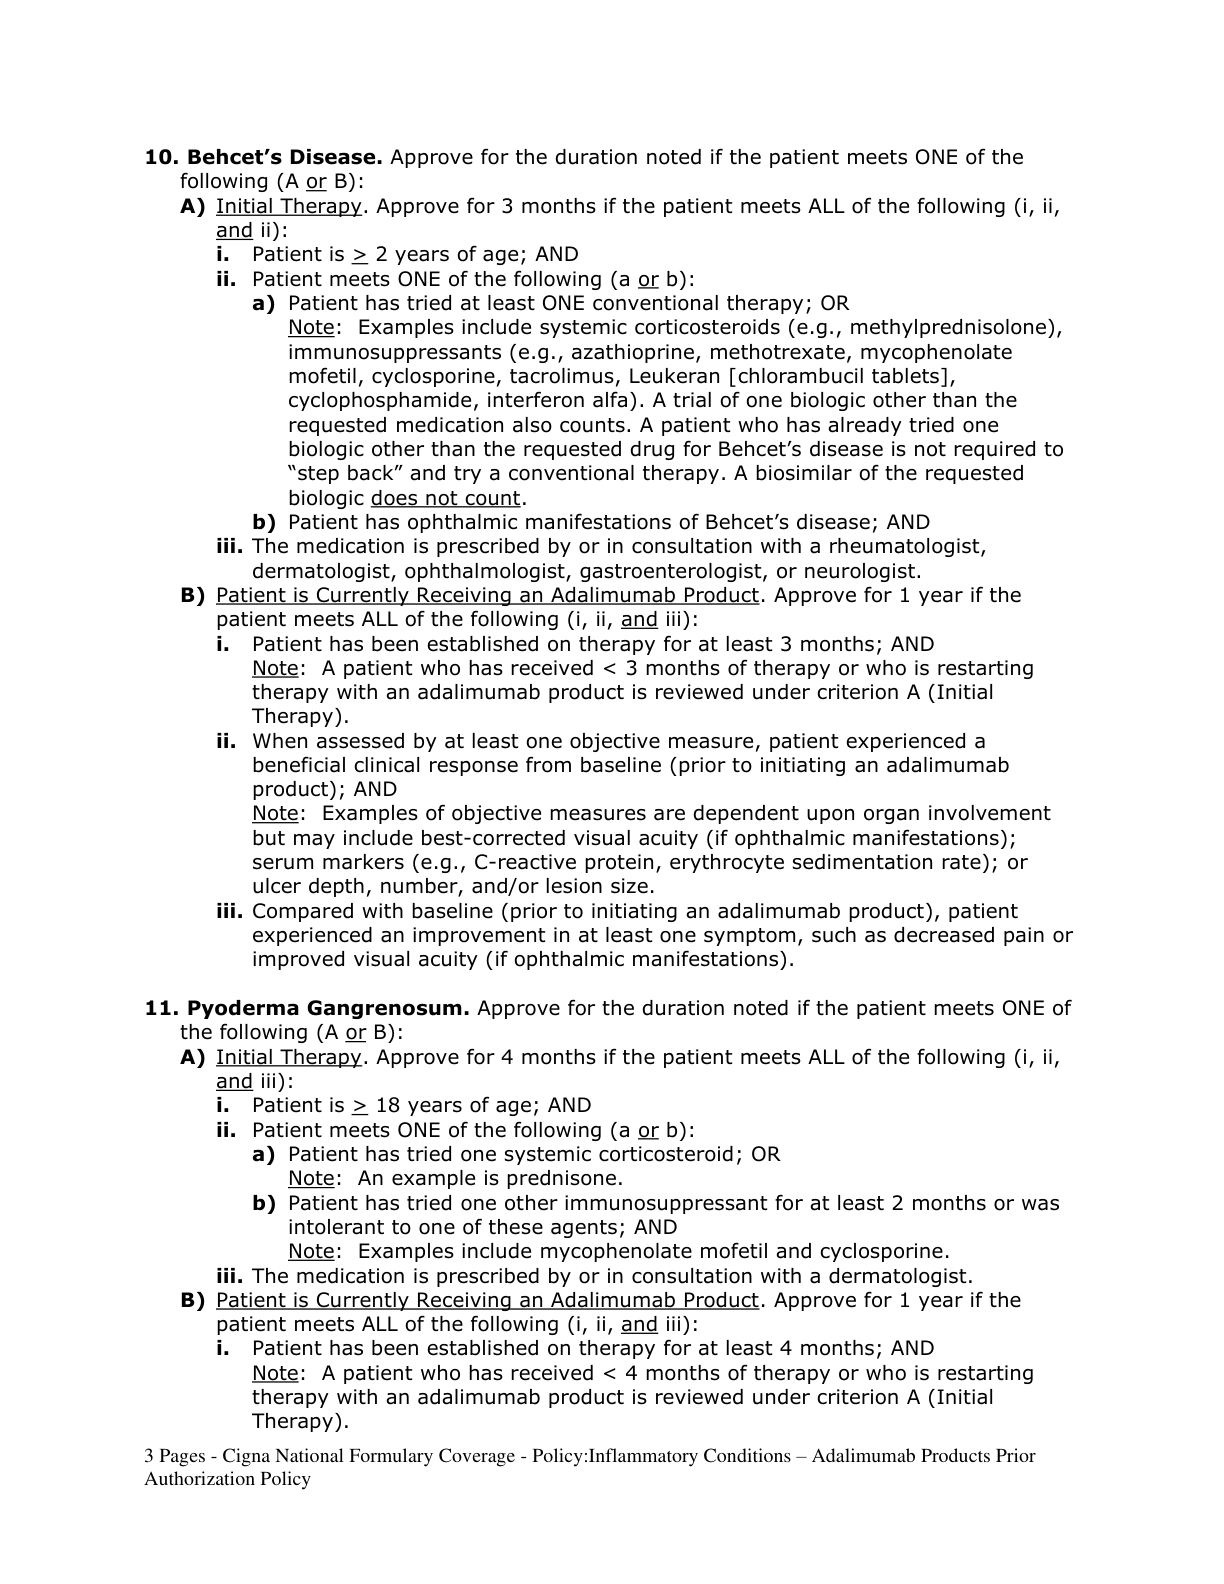 10. Behcet’s Disease. Approve for the duration noted if the patient meets ONE of the
following (A or B):
A) Initial Therapy. Approve for 3 months if the patient meets ALL of the following (i, ii,
and ii):
i. Patient is > 2 years of age; AND
ii. Patient meets ONE of the following (a or b):
a) Patient has tried at least ONE conventional therapy; OR
Note: Examples include systemic corticosteroids (e.g., methylprednisolone),
immunosuppressants (e.g., azathioprine, methotrexate, mycophenolate
mofetil, cyclosporine, tacrolimus, Leukeran [chlorambucil tablets],
cyclophosphamide, interferon alfa). A trial of one biologic other than the
requested medication also counts. A patient who has already tried one
biologic other than the requested drug for Behcet’s disease is not required to
“step back” and try a conventional therapy. A biosimilar of the requested
biologic does not count.
b) Patient has ophthalmic manifestations of Behcet’s disease; AND
iii. The medication is prescribed by or in consultation with a rheumatologist,
dermatologist, ophthalmologist, gastroenterologist, or neurologist.
B) Patient is Currently Receiving an Adalimumab Product. Approve for 1 year if the
patient meets ALL of the following (i, ii, and iii):
i. Patient has been established on therapy for at least 3 months; AND
Note: A patient who has received < 3 months of therapy or who is restarting
therapy with an adalimumab product is reviewed under criterion A (Initial
Therapy).
ii. When assessed by at least one objective measure, patient experienced a
beneficial clinical response from baseline (prior to initiating an adalimumab
product); AND
Note: Examples of objective measures are dependent upon organ involvement
but may include best-corrected visual acuity (if ophthalmic manifestations);
serum markers (e.g., C-reactive protein, erythrocyte sedimentation rate); or
ulcer depth, number, and/or lesion size.
iii. Compared with baseline (prior to initiating an adalimumab product), patient
experienced an improvement in at least one symptom, such as decreased pain or
improved visual acuity (if ophthalmic manifestations).
11. Pyoderma Gangrenosum. Approve for the duration noted if the patient meets ONE of
the following (A or B):
A) Initial Therapy. Approve for 4 months if the patient meets ALL of the following (i, ii,
and iii):
i. Patient is > 18 years of age; AND
ii. Patient meets ONE of the following (a or b):
a) Patient has tried one systemic corticosteroid; OR
Note: An example is prednisone.
b) Patient has tried one other immunosuppressant for at least 2 months or was
intolerant to one of these agents; AND
Note: Examples include mycophenolate mofetil and cyclosporine.
iii. The medication is prescribed by or in consultation with a dermatologist.
B) Patient is Currently Receiving an Adalimumab Product. Approve for 1 year if the
patient meets ALL of the following (i, ii, and iii):
i. Patient has been established on therapy for at least 4 months; AND
Note: A patient who has received < 4 months of therapy or who is restarting
therapy with an adalimumab product is reviewed under criterion A (Initial
Therapy).
3 Pages - Cigna National Formulary Coverage - Policy:Inflammatory Conditions – Adalimumab Products Prior
Authorization Policy